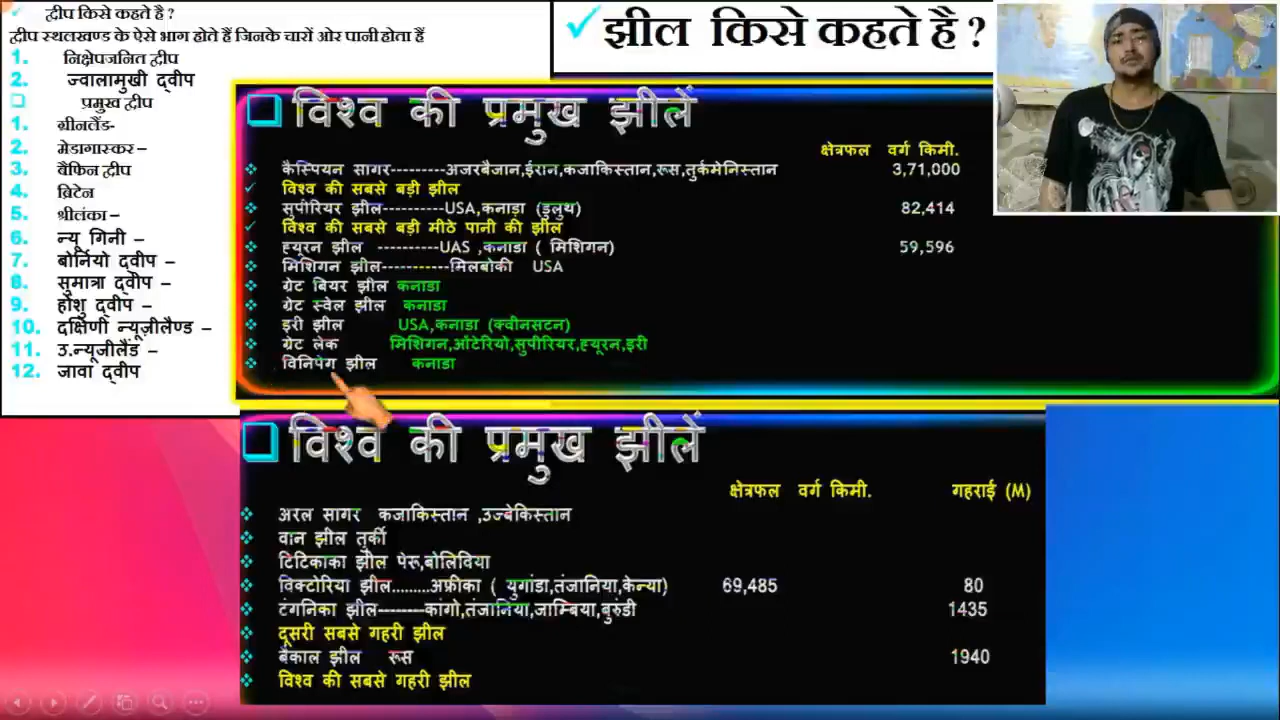 द्वीप किसे कहते है ?
द्वीप स्थलखण्ड के ऐसे भाग होते हैं जिनके चारों ओर पानी होता हैं
1. निक्षेपजनित द्वीप
2. ज्वालामुखी द्वीप
प्रमुख द्वीप
1. ग्रीनलैंड-
2. मेडागास्कर –
3. बैफिन द्वीप
4. ब्रिटेन
5. श्रीलंका –
6. न्यू गिनी –
7. बोर्नियो द्वीप –
8. सुमात्रा द्वीप –
9. होंशु द्वीप –
10. दक्षिणी न्यूज़ीलैण्ड –
11. उ.न्यूजीलैंड –
12. जावा द्वीप
झील किसे कहते है ?
विश्व की प्रमुख झीलें
क्षेत्रफल वर्ग किमी.
कैस्पियन सागर---------अजरबैजान,ईरान,कजाकिस्तान,रूस,तुर्कमेनिस्तान 3,71,000
विश्व की सबसे बड़ी झील
सुपीरियर झील----------USA,कनाड़ा (डुलुथ) 82,414
विश्व की सबसे बड़ी मीठे पानी की झील
ह्यूरन झील ----------UAS ,कनाडा ( मिशिगन) 59,596
मिशिगन झील-----------मिलबोकी USA
ग्रेट बियर झील कनाडा
ग्रेट स्वेल झील कनाडा
इरी झील USA,कनाडा (क्वीनसटन)
ग्रेट लेक मिशिगन,ओंटेरियो,सुपीरियर,ह्यूरन,इरी
विनिपेग झील कनाडा
विश्व की प्रमुख झीलें
क्षेत्रफल वर्ग किमी. गहराई (M)
अरल सागर कजाकिस्तान ,उज्बेकिस्तान
वान झील तुर्की
टिटिकाका झील पेरू,बोलिविया
विक्टोरिया झील........अफ्रीका ( युगांडा,तंजानिया,केन्या) 69,485 80
टंगनिका झील--------कांगो,तंजानिया,जाम्बिया,बुरुंडी 1435
दूसरी सबसे गहरी झील
बैकाल झील रूस 1940
विश्व की सबसे गहरी झील